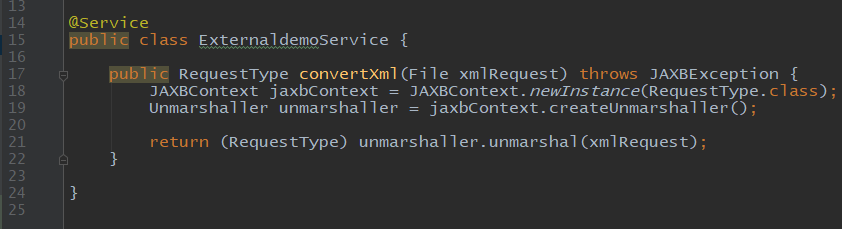 13
14 @Service
15 public class ExternaldemoService {
16
17     public RequestType convertXml(File xmlRequest) throws JAXBException {
18         JAXBContext jaxbContext = JAXBContext.newInstance(RequestType.class);
19         Unmarshaller unmarshaller = jaxbContext.createUnmarshaller();
20
21         return (RequestType) unmarshaller.unmarshal(xmlRequest);
22     }
23
24 }
25